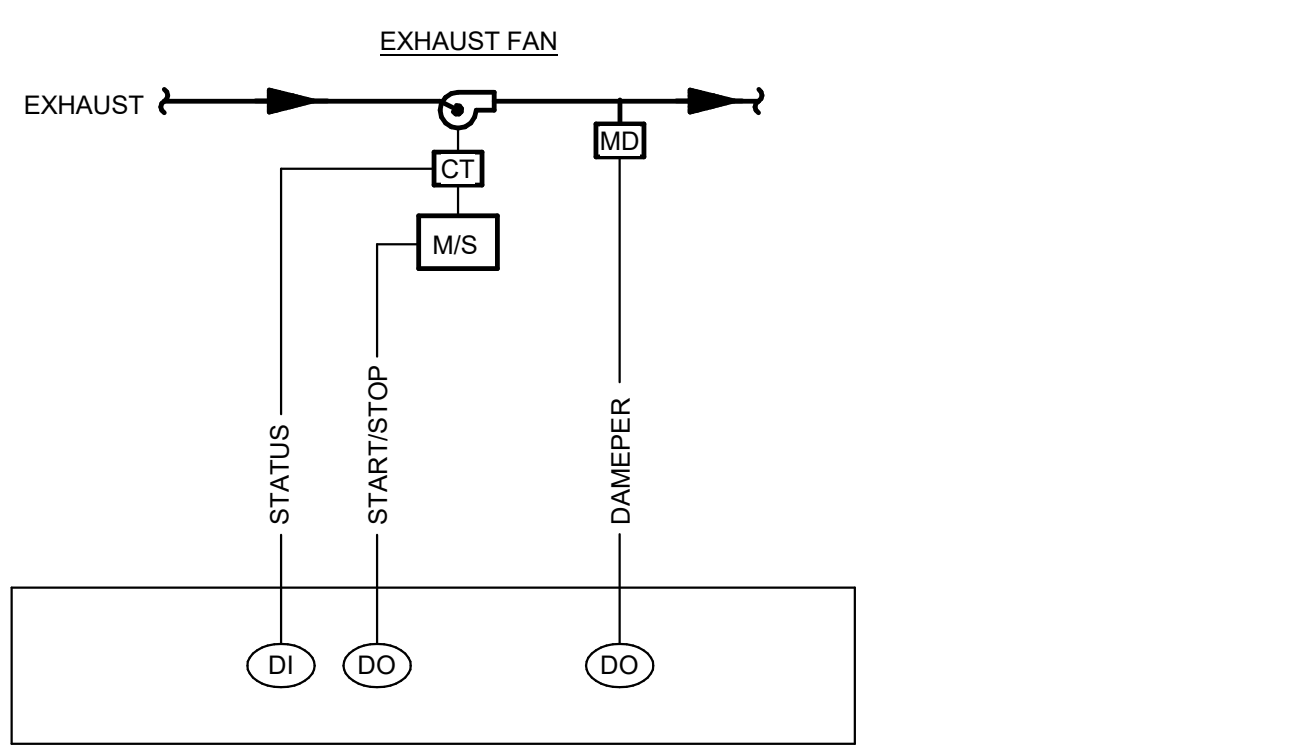 EXHAUST FAN
EXHAUST
MD
CT
M/S
STATUS
START/STOP
DAMEPER
DI
DO
DO